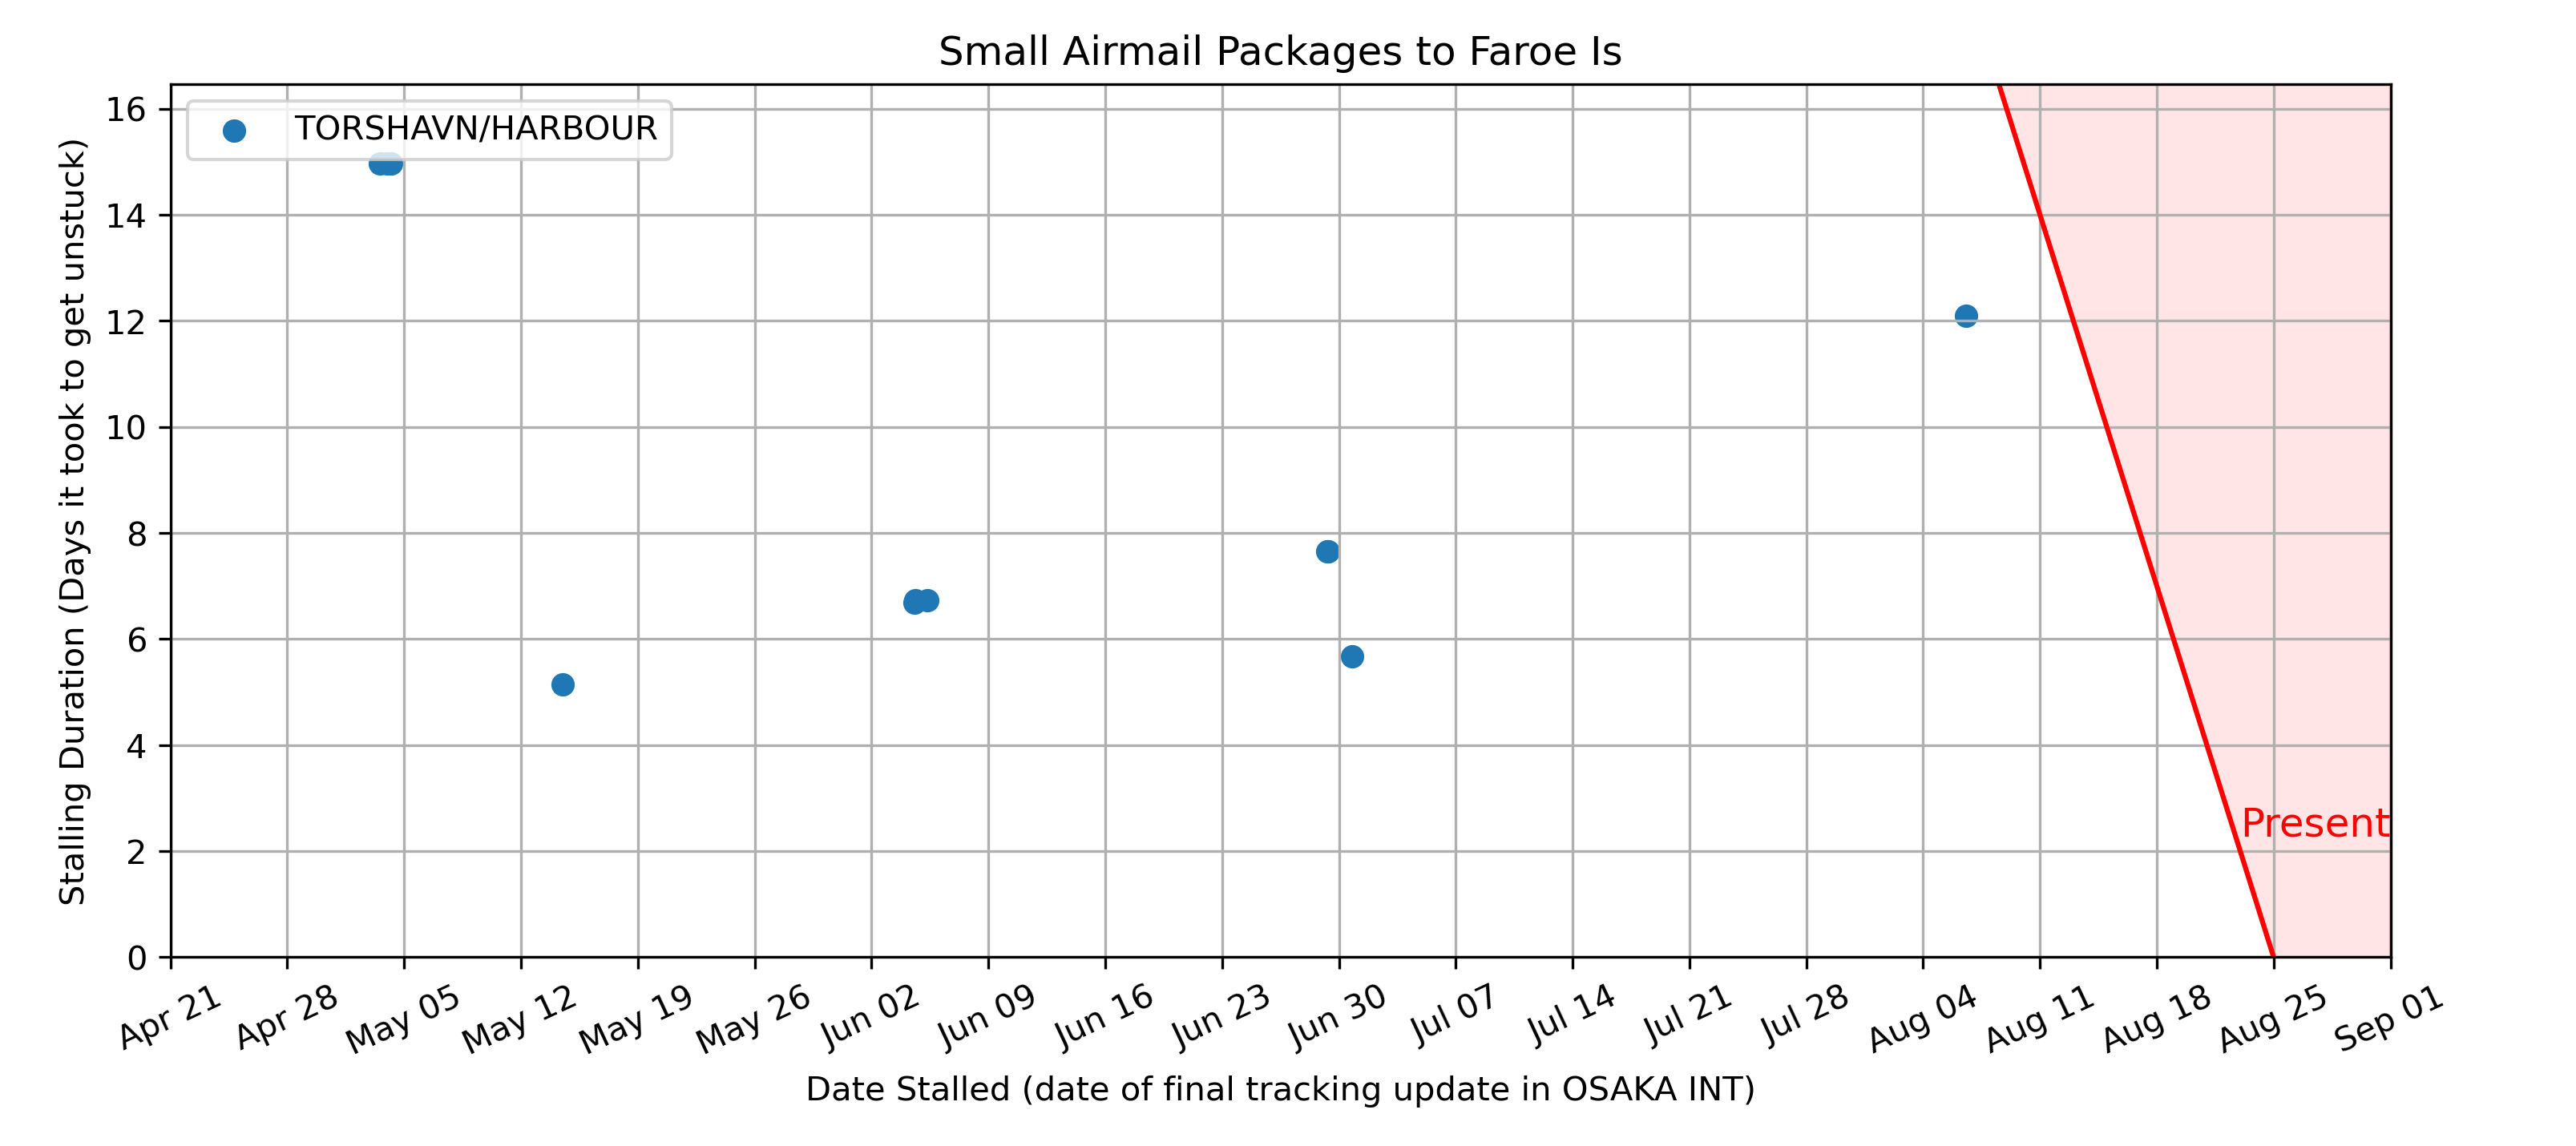 Small Airmail Packages to Faroe Is
TORSHAVN/HARBOUR
Stalling Duration (Days it took to get unstuck)
16
14
12
10
8
6
4
2
0
Present
Apr 21
Apr 28
May 05
May 12
May 19
May 26
Jun 02
Jun 09
Jun 16
Jun 23
Jun 30
Jul 07
Jul 14
Jul 21
Jul 28
Aug 04
Aug 11
Aug 18
Aug 25
Sep 01
Date Stalled (date of final tracking update in OSAKA INT)